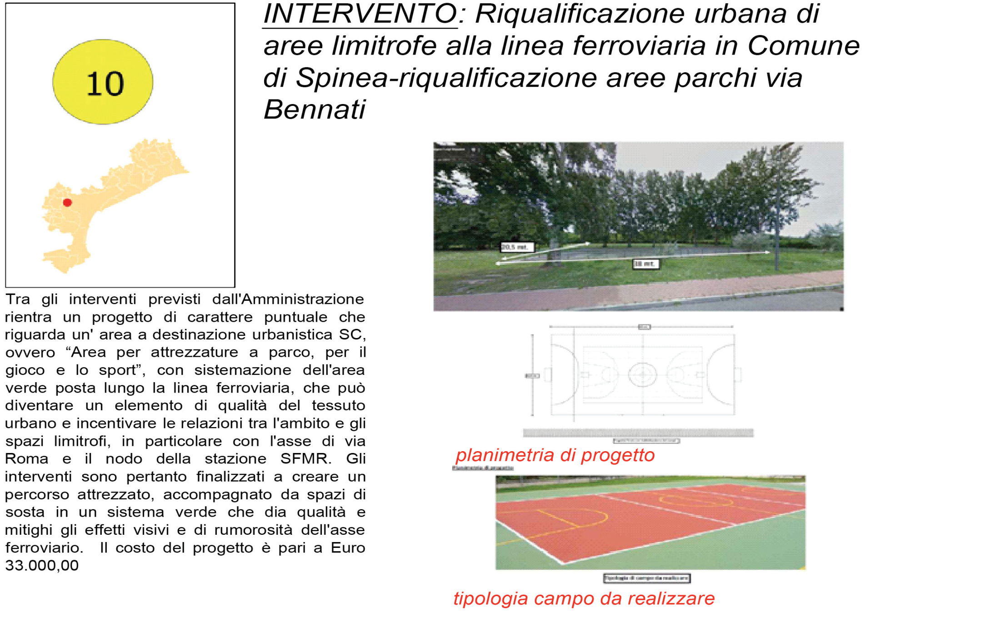 10
INTERVENTO: Riqualificazione urbana di
aree limitrofe alla linea ferroviaria in Comune
di Spinea-riqualificazione aree parchi via
Bennati
Tra gli interventi previsti dall'Amministrazione
rientra un progetto di carattere puntuale che
riguarda un' area a destinazione urbanistica SC,
ovvero “Area per attrezzature a parco, per il
gioco e lo sport”, con sistemazione dell'area
verde posta lungo la linea ferroviaria, che può
diventare un elemento di qualità del tessuto
urbano e incentivare le relazioni tra l'ambito e gli
spazi limitrofi, in particolare con l'asse di via
Roma e il nodo della stazione SFMR. Gli
interventi sono pertanto finalizzati a creare un
percorso attrezzato, accompagnato da spazi di
sosta in un sistema verde che dia qualità e
mitighi gli effetti visivi e di rumorosità dell'asse
ferroviario. Il costo del progetto è pari a Euro
33.000,00
20,5 mt.
38 mt.
planimetria di progetto
Planimetria di progetto
Tipologia di campo da realizzare
tipologia campo da realizzare